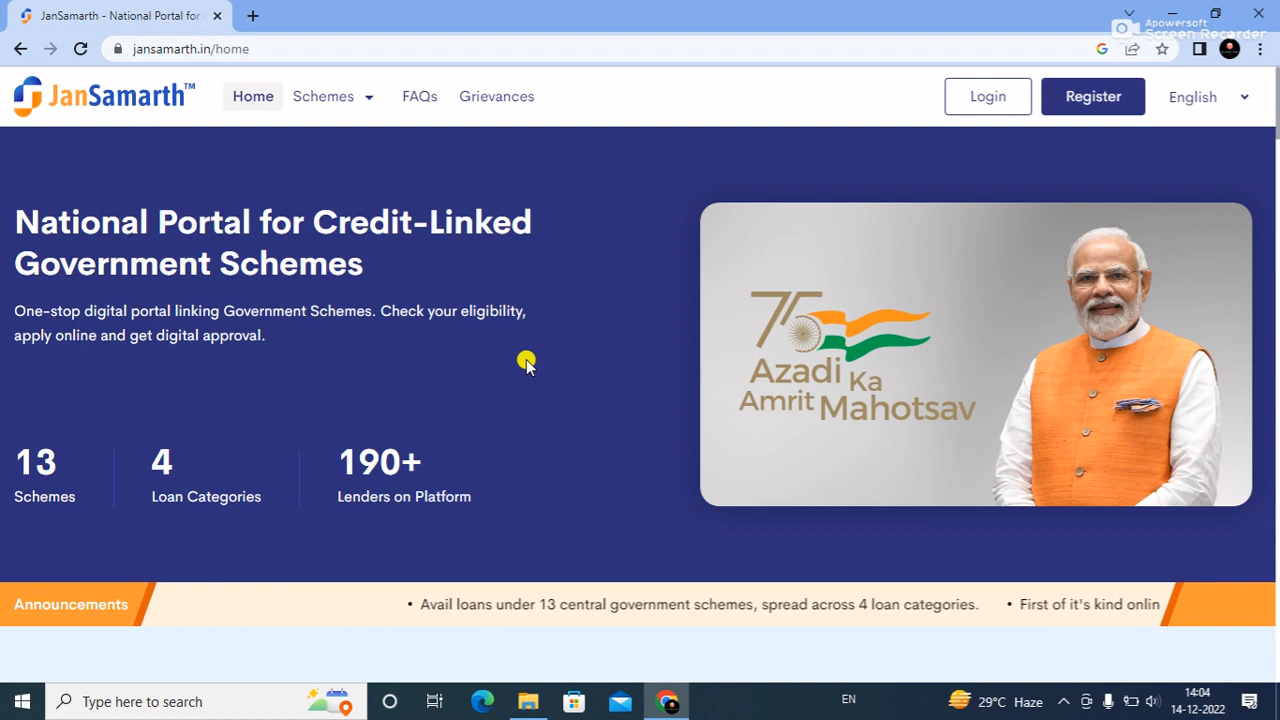 JanSamarth - National Portal for
Apowersoft
Screen Recorder
jansamarth.in/home
JanSamarth™
Home
Schemes
FAQs
Grievances
Login
Register
English
National Portal for Credit-Linked
Government Schemes
One-stop digital portal linking Government Schemes. Check your eligibility,
apply online and get digital approval.
75
Azadi Ka
Amrit Mahotsav
13
Schemes
4
Loan Categories
190+
Lenders on Platform
Announcements
• Avail loans under 13 central government schemes, spread across 4 loan categories.
• First of it's kind onlin
Type here to search
EN
29°C Haze
14:04
14-12-2022